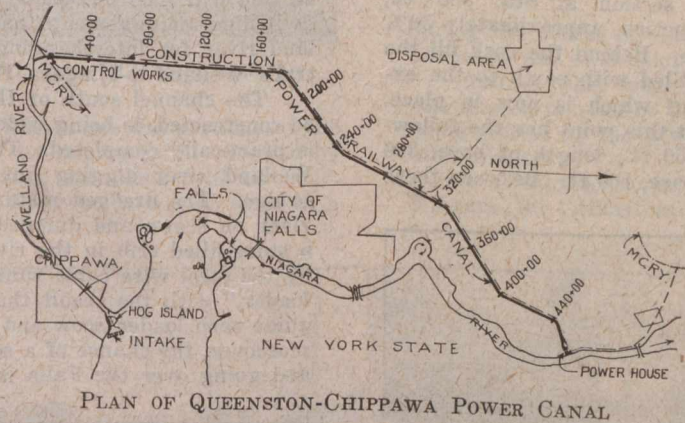 40+00
80+00
120+00
160+00
CONSTRUCTION
CONTROL WORKS
M.C.RY.
POWER
200+00
240+00
RAILWAY
280+00
320+00
DISPOSAL AREA
NORTH
WELLAND RIVER
FALLS
CITY OF
NIAGARA
FALLS
CANAL
360+00
400+00
440+00
M.C.RY.
CHIPPAWA
HOG ISLAND
INTAKE
NIAGARA
RIVER
NEW YORK STATE
POWER HOUSE
PLAN OF QUEENSTON-CHIPPAWA POWER CANAL